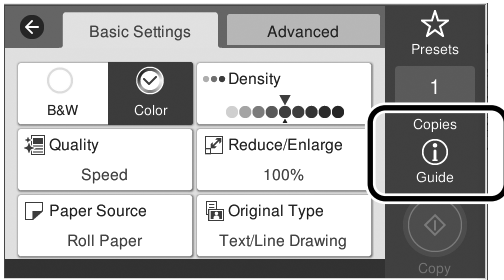 Basic Settings
Advanced
Presets
B&W
Color
Density
1
Copies
Quality
Speed
Reduce/Enlarge
100%
Guide
Paper Source
Roll Paper
Original Type
Text/Line Drawing
Copy